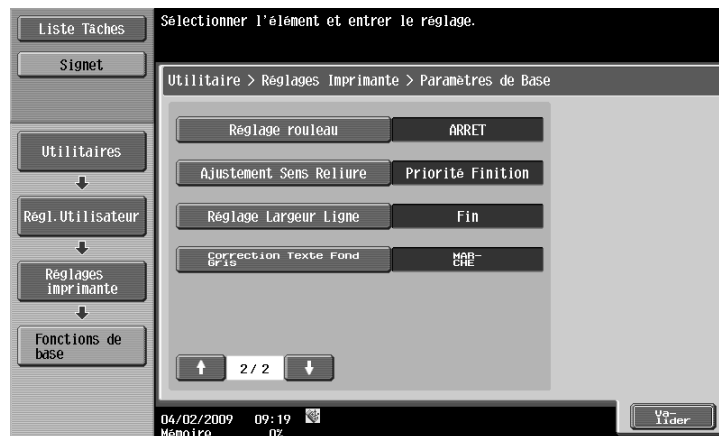 Liste Tâches
Sélectionner l'élément et entrer le réglage.
Signet
Utilitaire > Réglages Imprimante > Paramètres de Base
Réglage rouleau
ARRET
Utilitaires
Ajustement Sens Reliure
Priorité Finition
Régl.Utilisateur
Réglage Largeur Ligne
Fin
Correction Texte Fond
Gris
MAR-
CHE
Réglages
imprimante
Fonctions de
base
2/ 2
04/02/2009 09:19
Mémoire 0%
Va-
lider